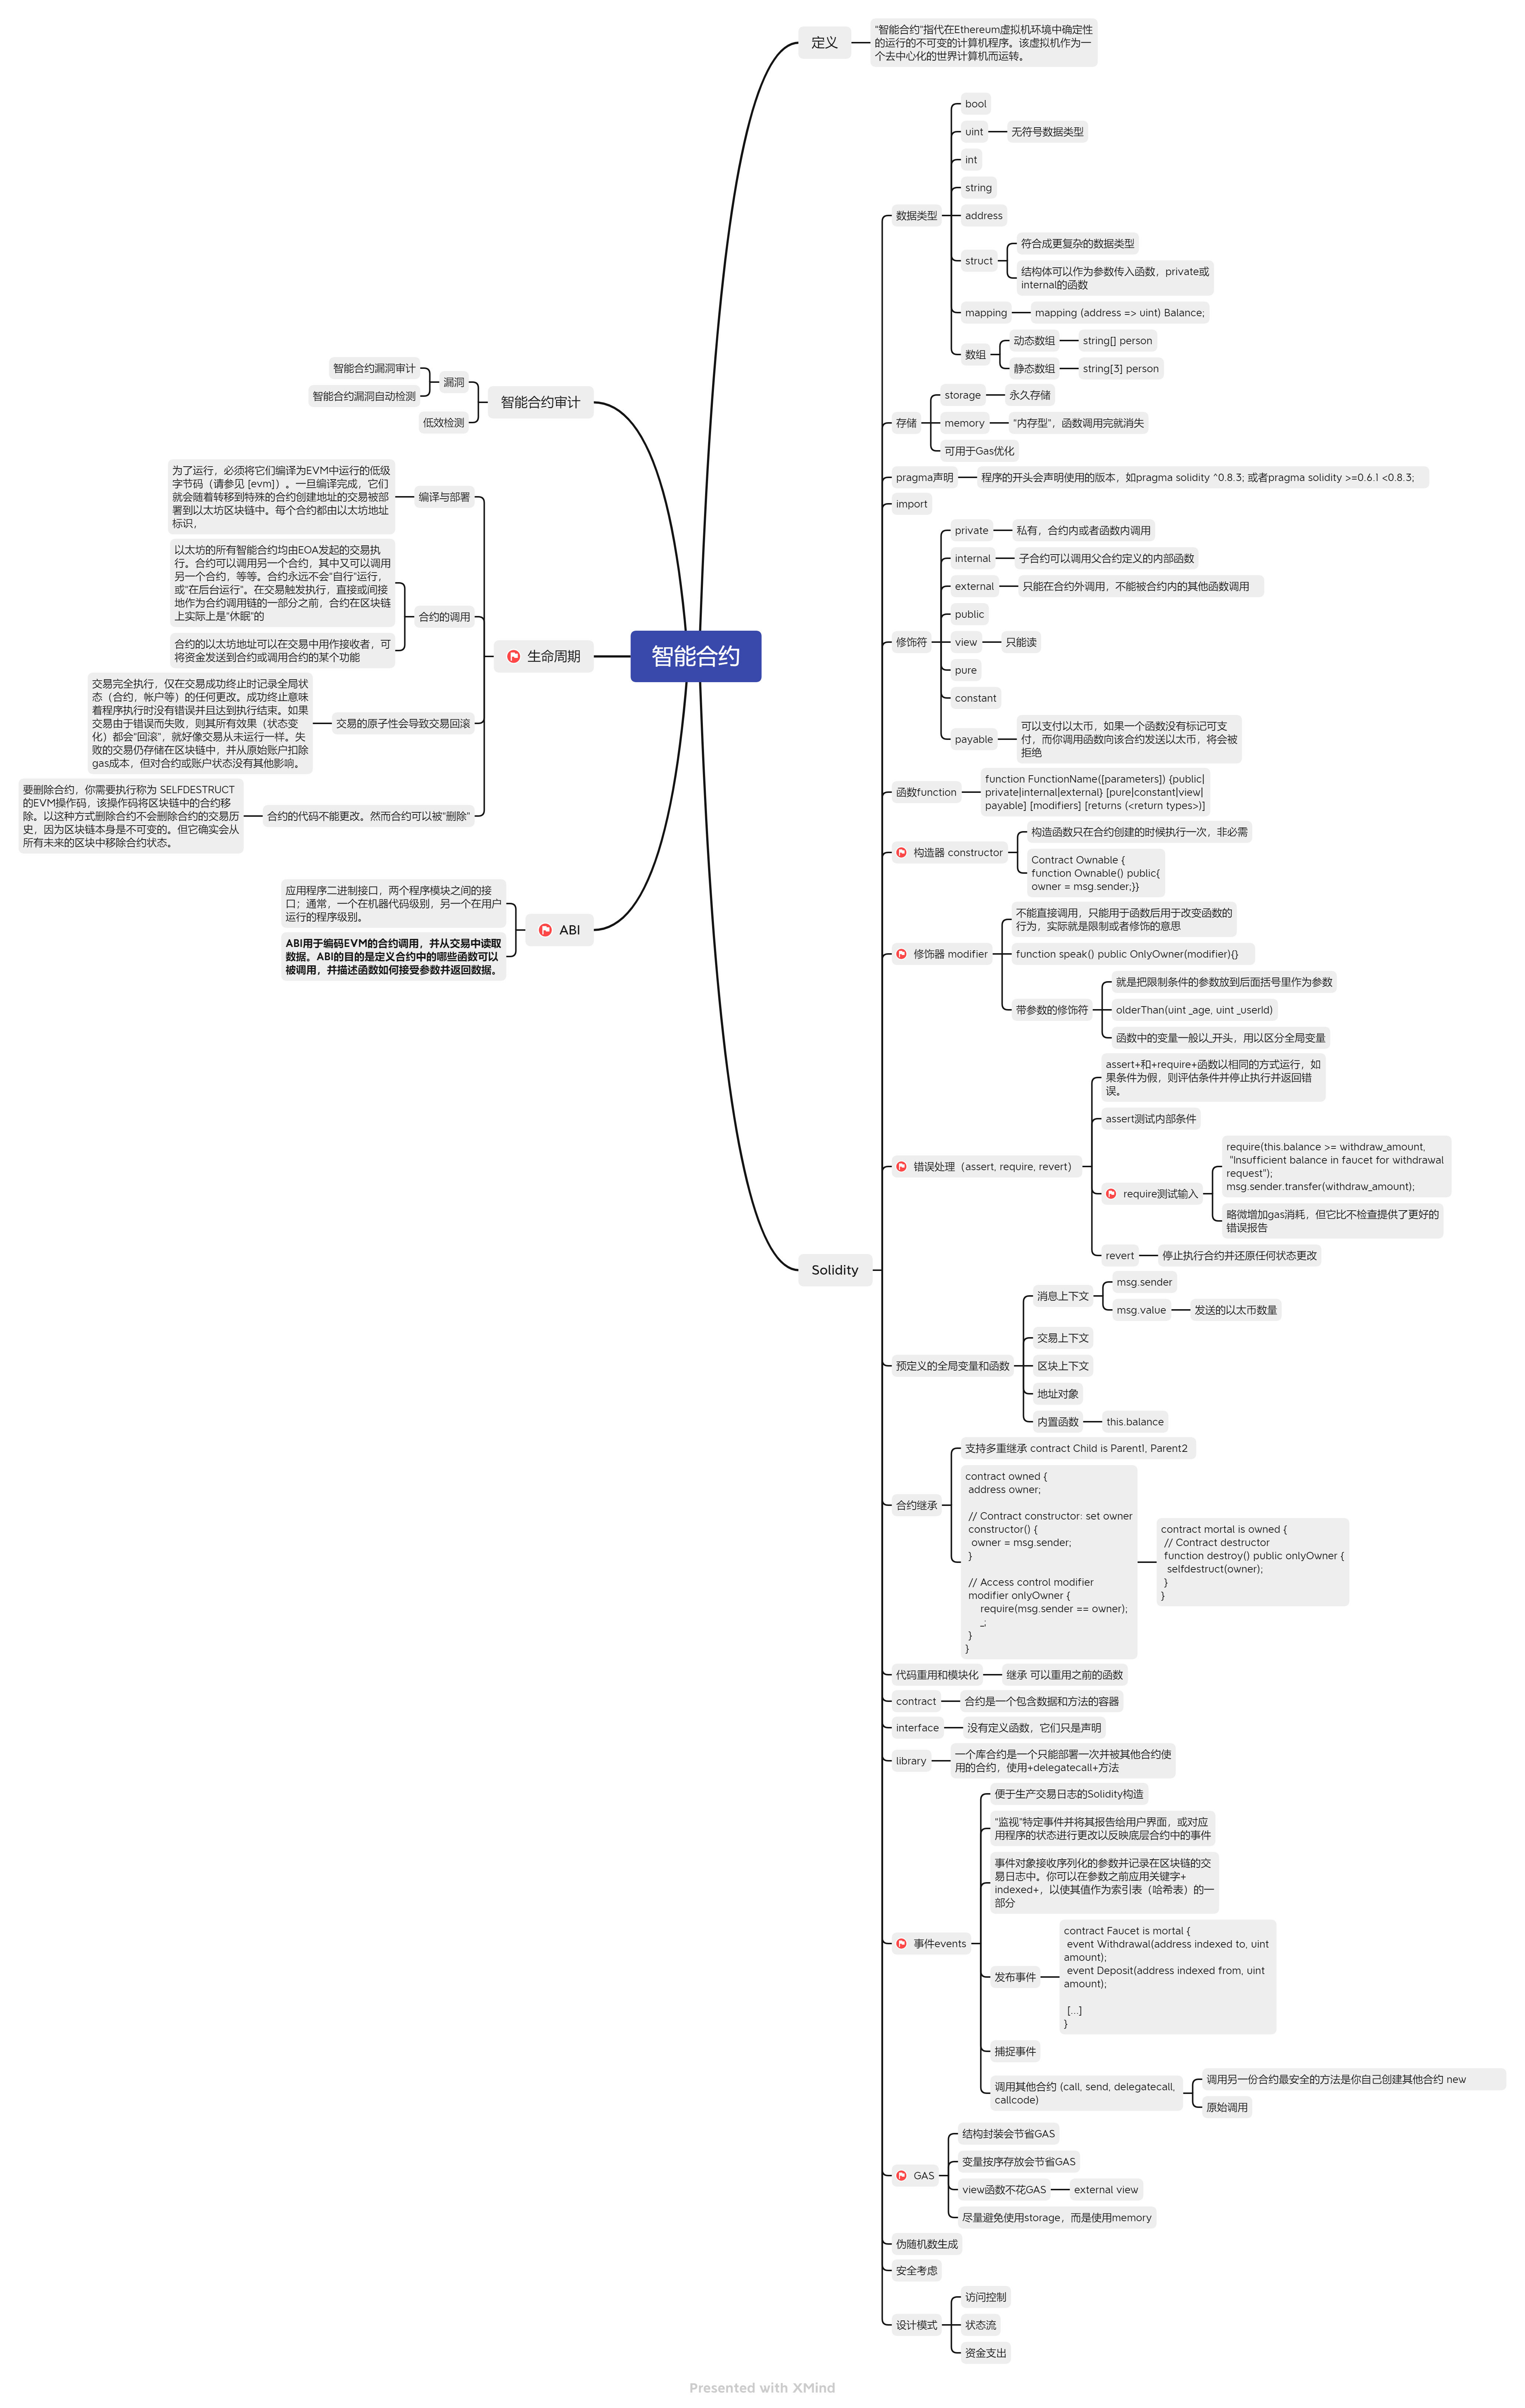 智能合约
定义
"智能合约"指代在Ethereum虚拟机环境中确定性
的运行的不可变的计算机程序。该虚拟机作为一
个去中心化的世界计算机而运转。
Solidity
数据类型
bool
uint
无符号数据类型
int
string
address
struct
符合成更复杂的数据类型
结构体可以作为参数传入函数，private或
internal的函数
mapping
mapping (address => uint) Balance;
数组
动态数组
string[] person
静态数组
string[3] person
存储
storage
永久存储
memory
"内存型"，函数调用完就消失
可用于Gas优化
pragma声明
程序的开头会声明使用的版本，如pragma solidity ^0.8.3; 或者pragma solidity >=0.6.1 <0.8.3;
import
修饰符
private
私有，合约内或者函数内调用
internal
子合约可以调用父合约定义的内部函数
external
只能在合约外调用，不能被合约内的其他函数调用
public
view
只能读
pure
constant
payable
可以支付以太币，如果一个函数没有标记可支
付，而你调用函数向该合约发送以太币，将会被
拒绝
函数function
function FunctionName([parameters]) {public|
private|internal|external} [pure|constant|view|
payable] [modifiers] [returns (<return types>)]
构造器 constructor
构造函数只在合约创建的时候执行一次，非必需
Contract Ownable {
function Ownable() public{
owner = msg.sender;}}
修饰器 modifier
不能直接调用，只能用于函数后用于改变函数的
行为，实际就是限制或者修饰的意思
function speak() public OnlyOwner(modifier){}
带参数的修饰符
就是把限制条件的参数放到后面括号里作为参数
olderThan(uint _age, uint _userId)
函数中的变量一般以_开头，用以区分全局变量
错误处理（assert, require, revert）
assert+和+require+函数以相同的方式运行，如
果条件为假，则评估条件并停止执行并返回错
误。
assert测试内部条件
require测试输入
require(this.balance >= withdraw_amount,
"Insufficient balance in faucet for withdrawal
request");
msg.sender.transfer(withdraw_amount);
略微增加gas消耗，但它比不检查提供了更好的
错误报告
revert
停止执行合约并还原任何状态更改
预定义的全局变量和函数
消息上下文
msg.sender
msg.value
发送的以太币数量
交易上下文
区块上下文
地址对象
内置函数
this.balance
合约继承
支持多重继承 contract Child is Parent1, Parent2
contract owned {
address owner;
// Contract constructor: set owner
constructor() {
owner = msg.sender;
}
// Access control modifier
modifier onlyOwner {
require(msg.sender == owner);
_;
}
}
contract mortal is owned {
// Contract destructor
function destroy() public onlyOwner {
selfdestruct(owner);
}
}
代码重用和模块化
继承 可以重用之前的函数
contract
合约是一个包含数据和方法的容器
interface
没有定义函数，它们只是声明
library
一个库合约是一个只能部署一次并被其他合约使
用的合约，使用+delegatecall+方法
事件events
便于生产交易日志的Solidity构造
"监视"特定事件并将其报告给用户界面，或对应
用程序的状态进行更改以反映底层合约中的事件
事件对象接收序列化的参数并记录在区块链的交
易日志中。你可以在参数之前应用关键字+
indexed+，以使其值作为索引表（哈希表）的一
部分
发布事件
contract Faucet is mortal {
event Withdrawal(address indexed to, uint
amount);
event Deposit(address indexed from, uint
amount);
[...]
}
捕捉事件
调用其他合约 (call, send, delegatecall,
callcode)
调用另一份合约最安全的方法是你自己创建其他合约 new
原始调用
GAS
结构封装会节省GAS
变量按序存放会节省GAS
view函数不花GAS
external view
尽量避免使用storage，而是使用memory
伪随机数生成
安全考虑
设计模式
访问控制
状态流
资金支出
智能合约审计
漏洞
智能合约漏洞审计
智能合约漏洞自动检测
低效检测
生命周期
编译与部署
为了运行，必须将它们编译为EVM中运行的低级
字节码（请参见 [evm]）。一旦编译完成，它们
就会随着转移到特殊的合约创建地址的交易被部
署到以太坊区块链中。每个合约都由以太坊地址
标识，
合约的调用
以太坊的所有智能合约均由EOA发起的交易执
行。合约可以调用另一个合约，其中又可以调用
另一个合约，等等。合约永远不会"自行"运行，
或"在后台运行"。在交易触发执行，直接或间接
地作为合约调用链的一部分之前，合约在区块链
上实际上是"休眠"的
合约的以太坊地址可以在交易中用作接收者，可
将资金发送到合约或调用合约的某个功能
交易的原子性会导致交易回滚
交易完全执行，仅在交易成功终止时记录全局状
态（合约，帐户等）的任何更改。成功终止意味
着程序执行时没有错误并且达到执行结束。如果
交易由于错误而失败，则其所有效果（状态变
化）都会"回滚"，就好像交易从未运行一样。失
败的交易仍存储在区块链中，并从原始账户扣除
gas成本，但对合约或账户状态没有其他影响。
合约的代码不能更改。然而合约可以被"删除"
要删除合约，你需要执行称为 SELFDESTRUCT
的EVM操作码，该操作码将区块链中的合约移
除。以这种方式删除合约不会删除合约的交易历
史，因为区块链本身是不可变的。但它确实会从
所有未来的区块中移除合约状态。
ABI
应用程序二进制接口，两个程序模块之间的接
口；通常，一个在机器代码级别，另一个在用户
运行的程序级别。
ABI用于编码EVM的合约调用，并从交易中读取
数据。ABI的目的是定义合约中的哪些函数可以
被调用，并描述函数如何接受参数并返回数据。
Presented with XMind